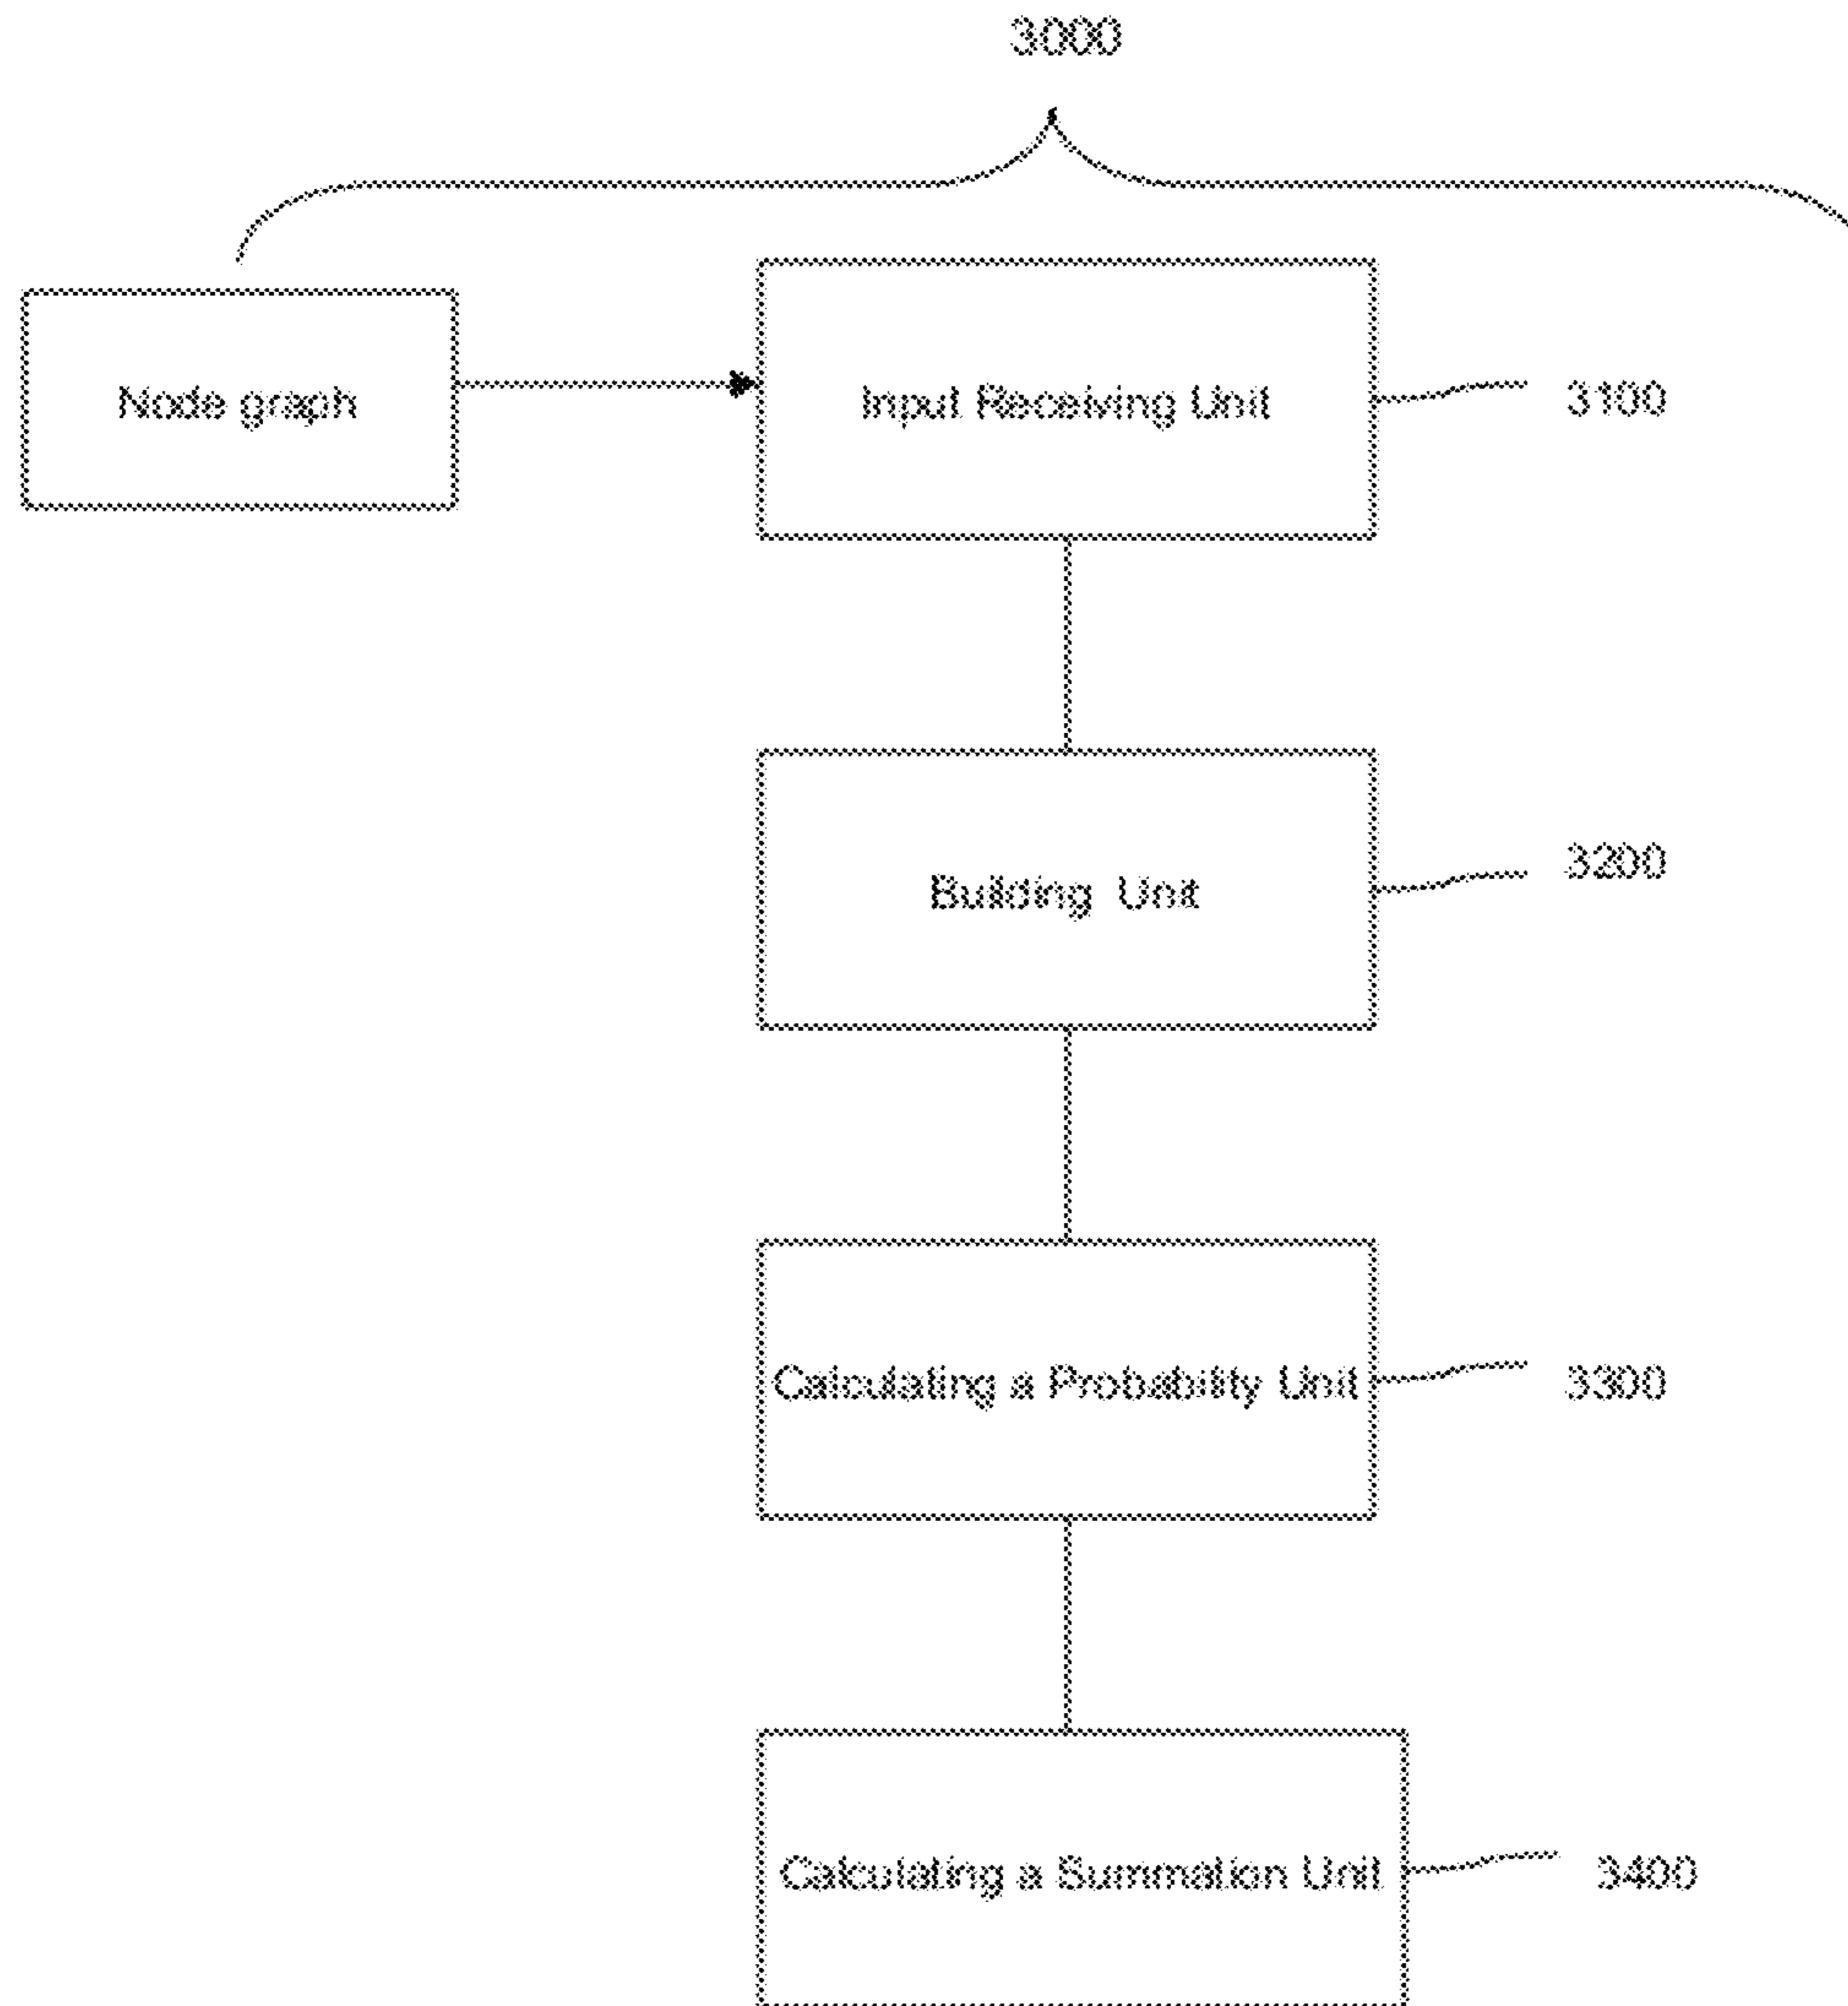 3000
Node graph
Input Receiving Unit
3100
Building Unit
3200
Calculating a Probability Unit
3300
Calculating a Summation Unit
3400